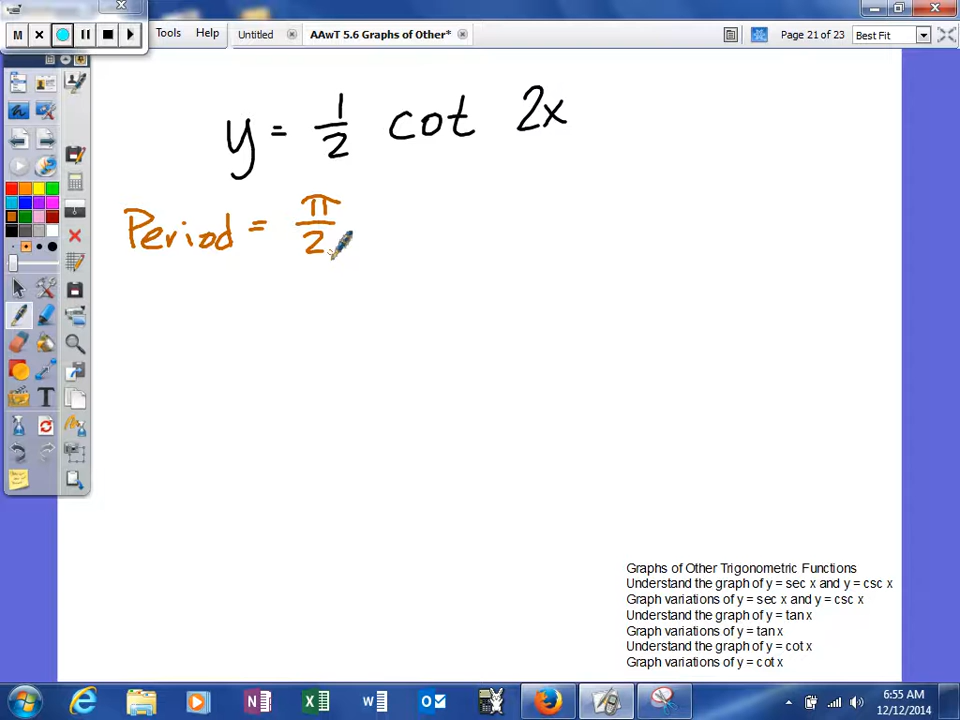 M
Tools Help Untitled AAwT 5.6 Graphs of Other* Page 21 of 23 Best Fit
y = 1/2 cot 2x
Period = π/2
T
Graphs of Other Trigonometric Functions
Understand the graph of y = sec x and y = csc x
Graph variations of y = sec x and y = csc x
Understand the graph of y = tan x
Graph variations of y = tan x
Understand the graph of y = cot x
Graph variations of y = cot x
6:55 AM
12/12/2014